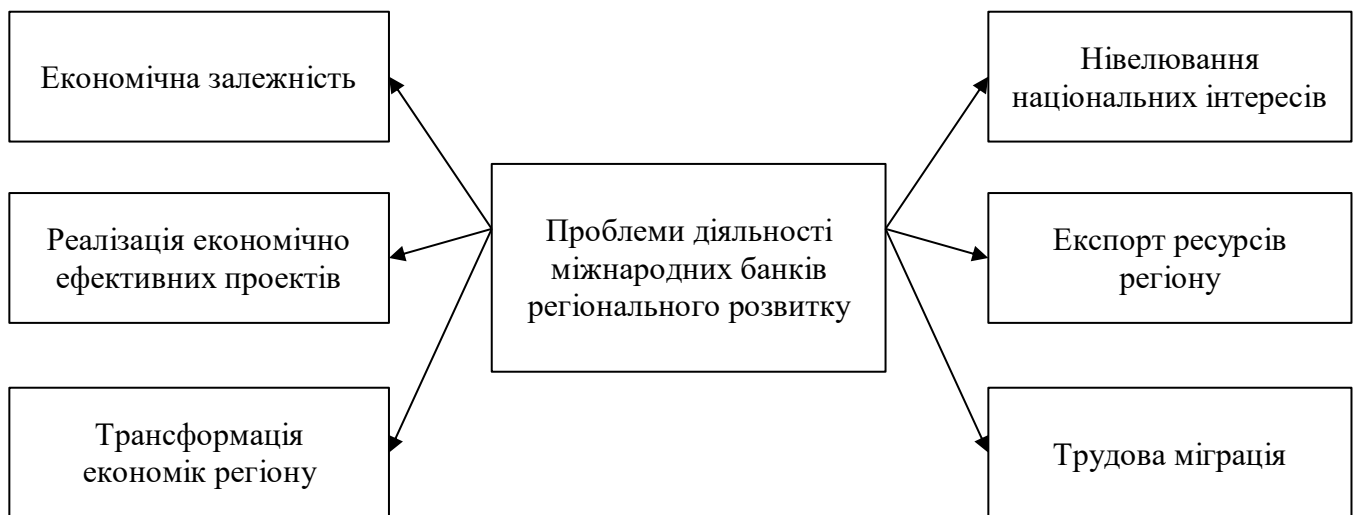 Економічна залежність
Реалізація економічно
ефективних проектів
Трансформація
економік регіону
Проблеми діяльності
міжнародних банків
регіонального розвитку
Нівелювання
національних інтересів
Експорт ресурсів
регіону
Трудова міграція